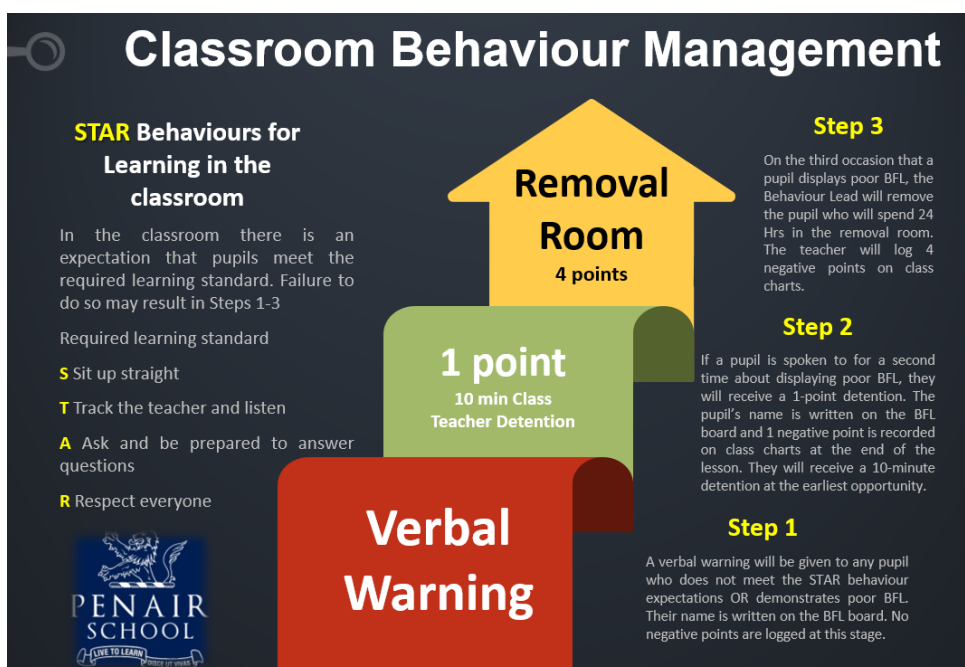 Classroom Behaviour Management
STAR Behaviours for
Learning in the
classroom
In the classroom there is an
expectation that pupils meet the
required learning standard. Failure to
do so may result in Steps 1-3
Required learning standard
S Sit up straight
T Track the teacher and listen
A Ask and be prepared to answer
questions
R Respect everyone
PENAIR
SCHOOL
LIVE TO LEARN
DISCE UT VIVAS
Removal
Room
4 points
1 point
10 min Class
Teacher Detention
Verbal
Warning
Step 3
On the third occasion that a
pupil displays poor BFL, the
Behaviour Lead will remove
the pupil who will spend 24
Hrs in the removal room.
The teacher will log 4
negative points on class
charts.
Step 2
If a pupil is spoken to for a second
time about displaying poor BFL, they
will receive a 1-point detention. The
pupil's name is written on the BFL
board and 1 negative point is recorded
on class charts at the end of the
lesson. They will receive a 10-minute
detention at the earliest opportunity.
Step 1
A verbal warning will be given to any pupil
who does not meet the STAR behaviour
expectations OR demonstrates poor BFL.
Their name is written on the BFL board. No
negative points are logged at this stage.